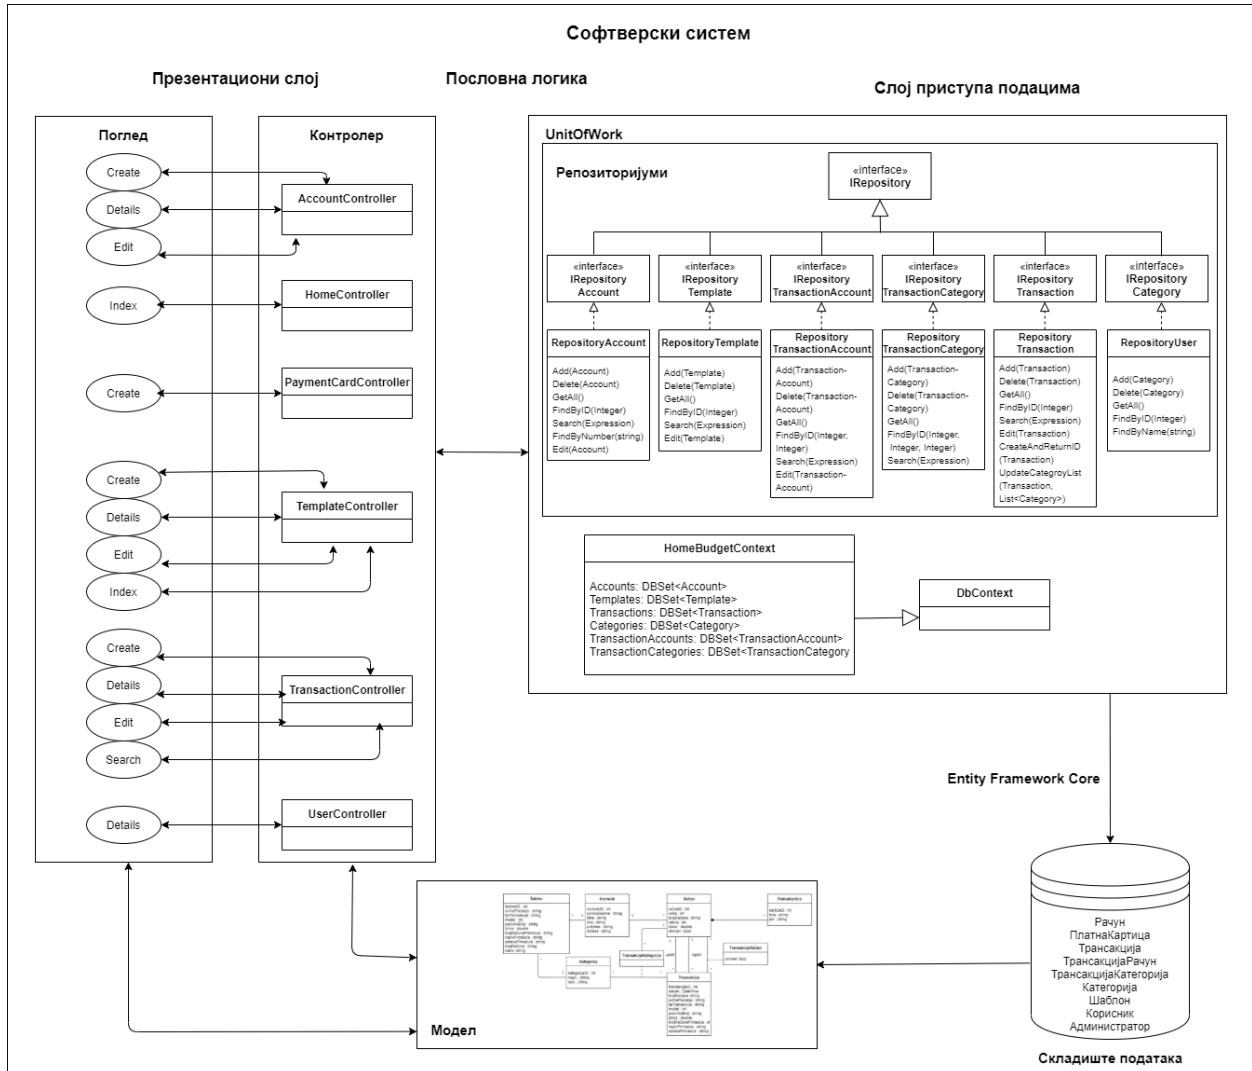 Софтверски систем
Презентациони слој
Пословна логика
Слој приступа подацима
Поглед
Create
Details
Edit
Index
Create
Create
Details
Edit
Index
Create
Details
Edit
Search
Details
Контролер
AccountController
HomeController
PaymentCardController
TemplateController
TransactionController
UserController
UnitOfWork
Репозиторијуми
«interface»
IRepository
«interface»
IRepository
Account
«interface»
IRepository
Template
«interface»
IRepository
TransactionAccount
«interface»
IRepository
TransactionCategory
«interface»
IRepository
Transaction
«interface»
IRepository
Category
RepositoryAccount
Add(Account)
Delete(Account)
GetAll()
FindByID(Integer)
Search(Expression)
FindByNumber(string)
Edit(Account)
RepositoryTemplate
Add(Template)
Delete(Template)
GetAll()
FindByID(Integer)
Search(Expression)
Edit(Template)
Repository
TransactionAccount
Add(Transaction-
Account)
Delete(Transaction-
Account)
GetAll()
FindByID(Integer,
Integer)
Search(Expression)
Edit(Transaction-
Account)
Repository
TransactionCategory
Add(Transaction-
Category)
Delete(Transaction-
Category)
GetAll()
FindByID(Integer,
Integer, Integer)
Search(Expression)
Repository
Transaction
Add(Transaction)
Delete(Transaction)
GetAll()
FindByID(Integer)
Search(Expression)
Edit(Transaction)
CreateAndReturnID
(Transaction)
UpdateCategroyList
(Transaction,
List<Category>)
RepositoryUser
Add(Category)
Delete(Category)
GetAll()
FindByID(Integer)
FindByName(string)
HomeBudgetContext
Accounts: DBSet<Account>
Templates: DBSet<Template>
Transactions: DBSet<Transaction>
Categories: DBSet<Category>
TransactionAccounts: DBSet<TransactionAccount>
TransactionCategories: DBSet<TransactionCategory
DbContext
Entity Framework Core
Рачун
ПлатнаКартица
Трансакција
ТрансакцијаРачун
ТрансакцијаКатегорија
Категорија
Шаблон
Корисник
Администратор
Складиште података
Модел